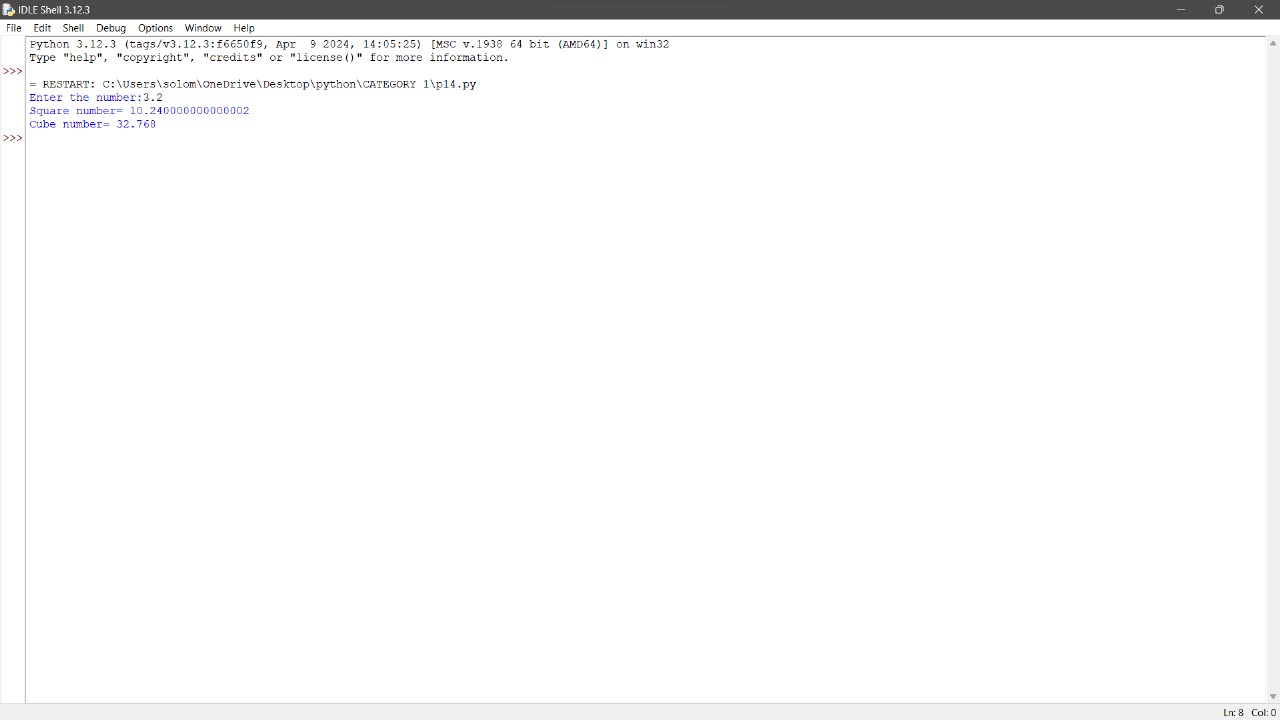 IDLE Shell 3.12.3
File Edit Shell Debug Options Window Help
Python 3.12.3 (tags/v3.12.3:f6650f9, Apr  9 2024, 14:05:25) [MSC v.1938 64 bit (AMD64)] on win32
Type "help", "copyright", "credits" or "license()" for more information.
>>>
= RESTART: C:\Users\solom\OneDrive\Desktop\python\CATEGORY 1\p14.py
Enter the number:3.2
Square number= 10.240000000000002
Cube number= 32.768
>>>
Ln: 8 Col: 0